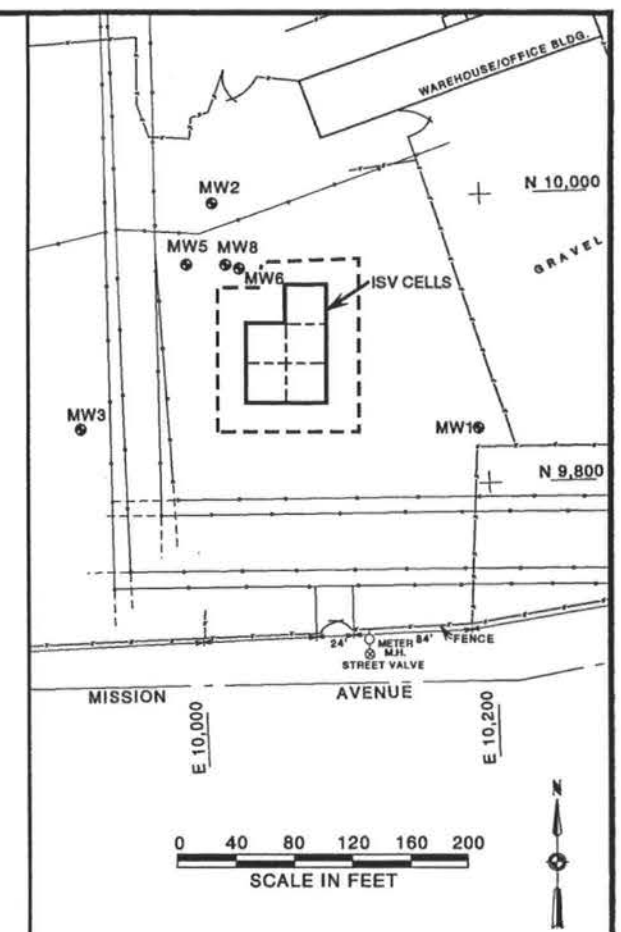 WAREHOUSE/OFFICE BLDG.
MW2
N 10,000
GRAVEL
MW5
MW8
MW6
ISV CELLS
MW3
MW1
N 9,800
24'
METER
84'
FENCE
M.H.
STREET VALVE
MISSION AVENUE
E 10,000
E 10,200
N
0 40 80 120 160 200
SCALE IN FEET